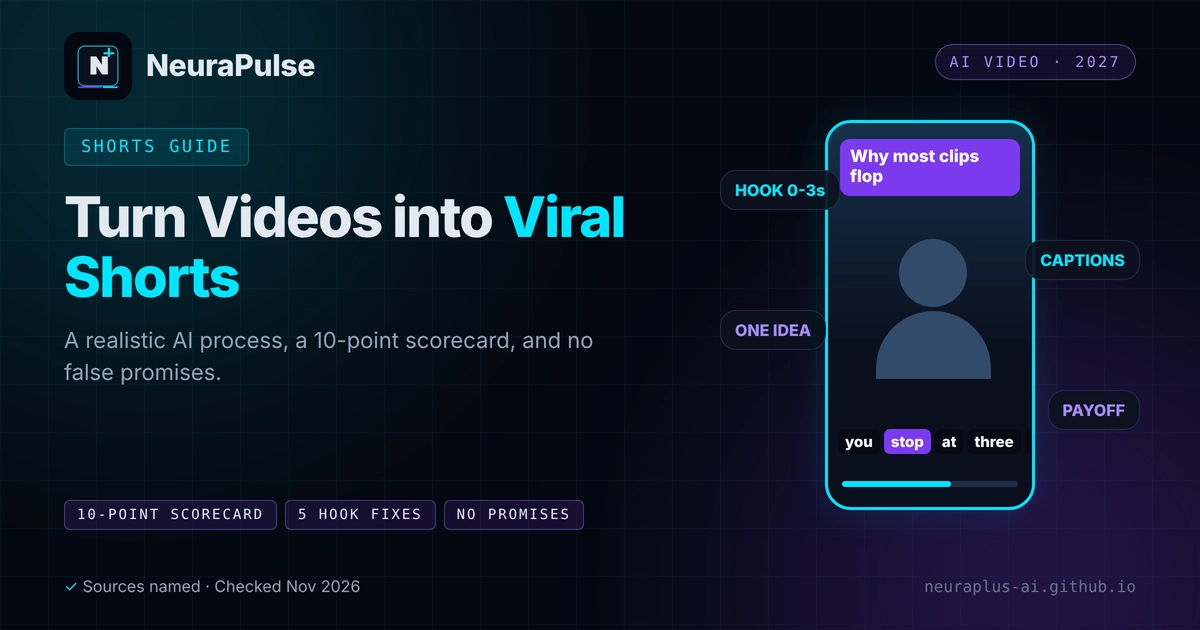 N
NeuraPulse
AI VIDEO · 2027
SHORTS GUIDE
Turn Videos into Viral
Shorts
A realistic AI process, a 10-point scorecard, and no
false promises.
Why most clips
flop
HOOK 0-3s
CAPTIONS
ONE IDEA
PAYOFF
you stop at three
10-POINT SCORECARD
5 HOOK FIXES
NO PROMISES
✓ Sources named · Checked Nov 2026
neuraplus-ai.github.io